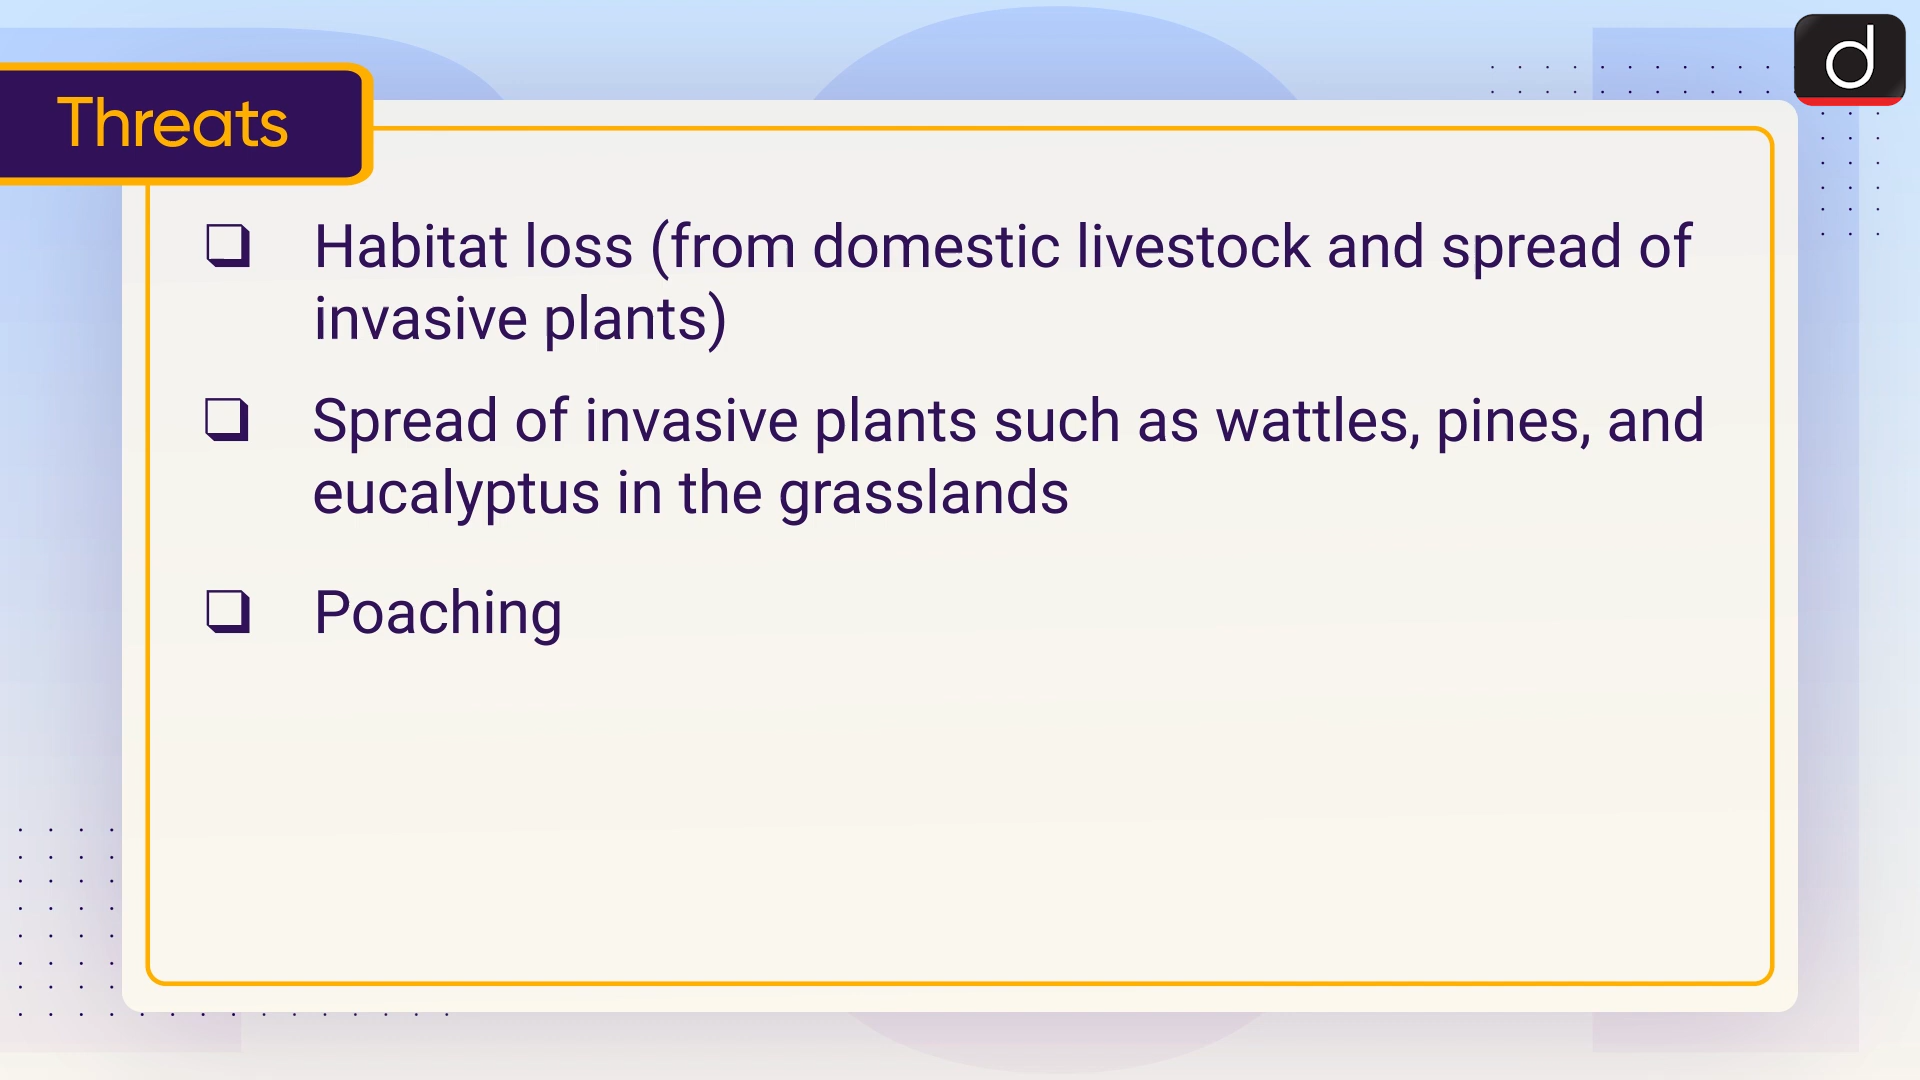 Threats
d
❑ Habitat loss (from domestic livestock and spread of
invasive plants)
❑ Spread of invasive plants such as wattles, pines, and
eucalyptus in the grasslands
❑ Poaching